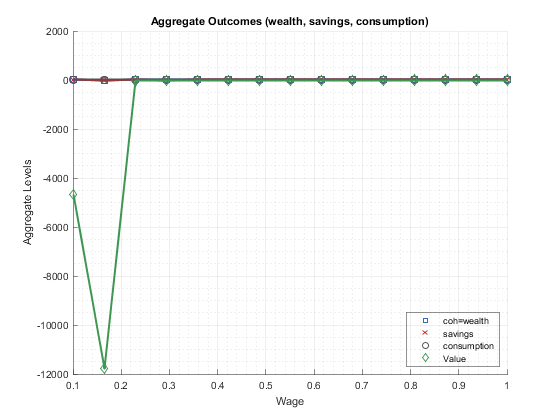 Aggregate Outcomes (wealth, savings, consumption)
2000
0
-2000
-4000
-6000
-8000
-10000
-12000
Aggregate Levels
0.1 0.2 0.3 0.4 0.5 0.6 0.7 0.8 0.9 1
Wage
coh=wealth
savings
consumption
Value